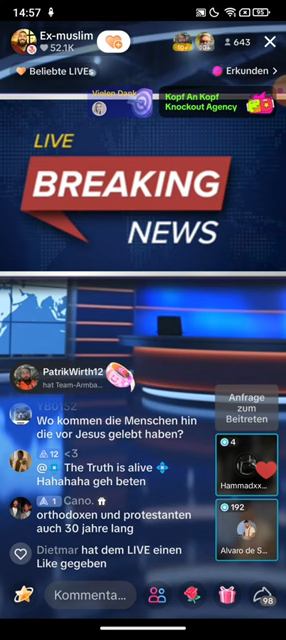 14:57
95
Ex-muslim
52.1K
643
Beliebte LIVEs
Erkunden
Vielen Dank
Kopf An Kopf
Knockout Agency
LIVE
BREAKING
NEWS
PatrikWirth12
hat Team-Armba...
Anfrage
zum
Beitreten
Wo kommen die Menschen hin
die vor Jesus gelebt haben?
12 <3
@💠 The Truth is alive 💠
Hahahaha geh beten
1 Cano. 🏠
orthodoxen und protestanten
auch 30 jahre lang
Dietmar hat dem LIVE einen
Like gegeben
4
Hammadxx...
192
Alvaro de S...
Kommenta...
98